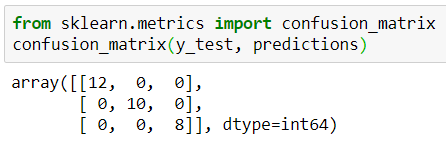 from sklearn.metrics import confusion_matrix
confusion_matrix(y_test, predictions)
array([[12,  0,  0],
       [ 0, 10,  0],
       [ 0,  0,  8]], dtype=int64)